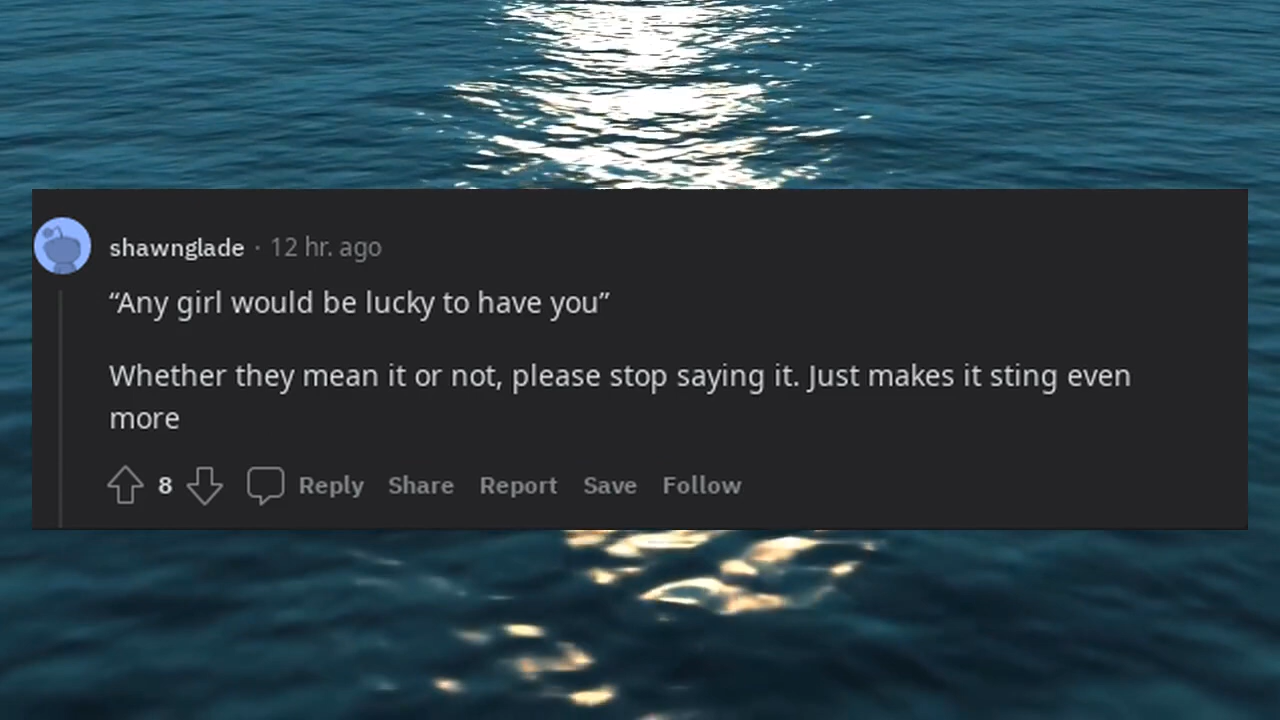 shawnglade · 12 hr. ago
“Any girl would be lucky to have you”
Whether they mean it or not, please stop saying it. Just makes it sting even
more
8 Reply Share Report Save Follow